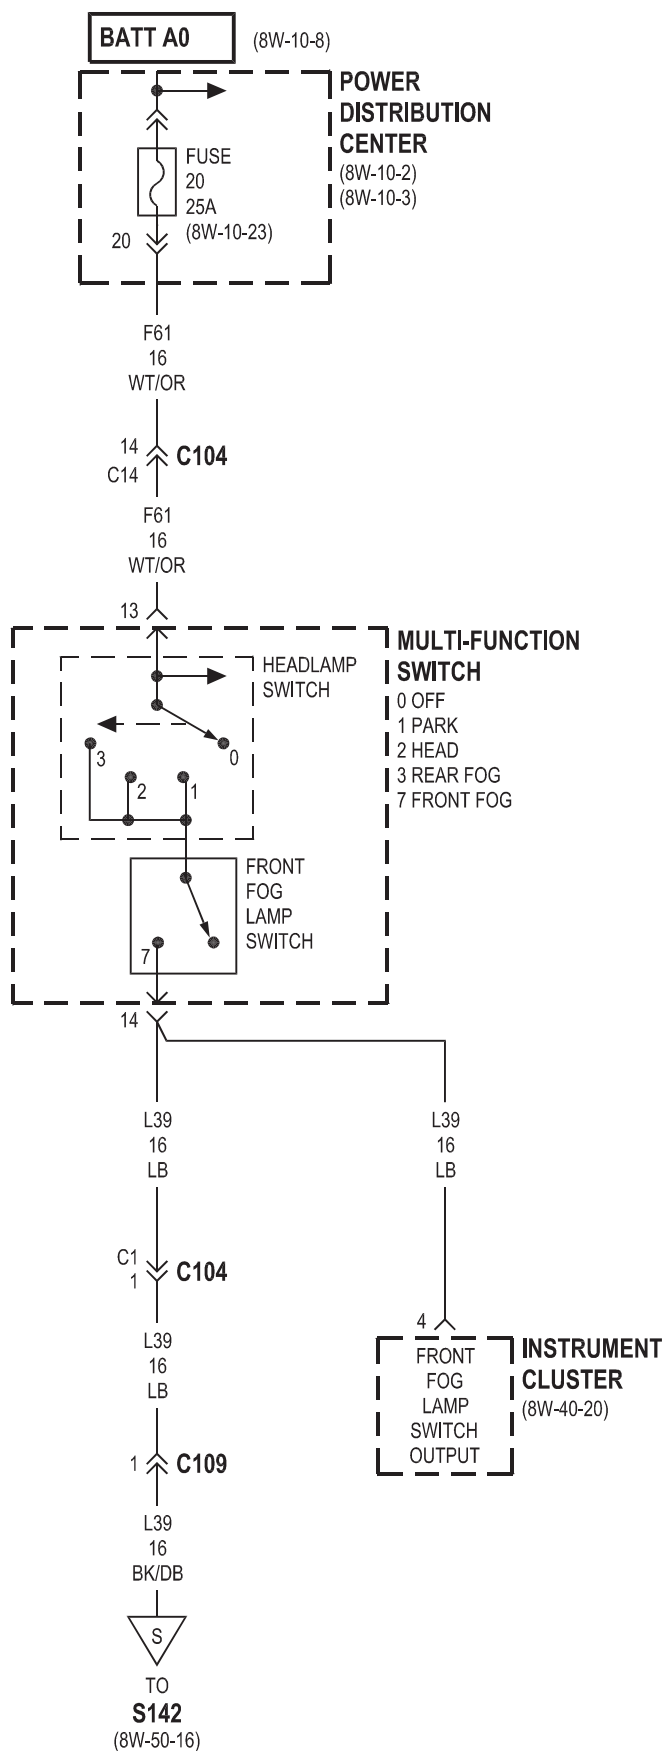 BATT A0
(8W-10-8)
POWER
DISTRIBUTION
CENTER
(8W-10-2)
(8W-10-3)
FUSE
20
25A
(8W-10-23)
20
F61
16
WT/OR
14
C14
C104
F61
16
WT/OR
13
MULTI-FUNCTION
SWITCH
0 OFF
1 PARK
2 HEAD
3 REAR FOG
7 FRONT FOG
HEADLAMP
SWITCH
3
0
2
1
FRONT
FOG
LAMP
SWITCH
7
14
L39
16
LB
L39
16
LB
C1
1
C104
L39
16
LB
4
INSTRUMENT
CLUSTER
(8W-40-20)
FRONT
FOG
LAMP
SWITCH
OUTPUT
1
C109
L39
16
BK/DB
S
TO
S142
(8W-50-16)